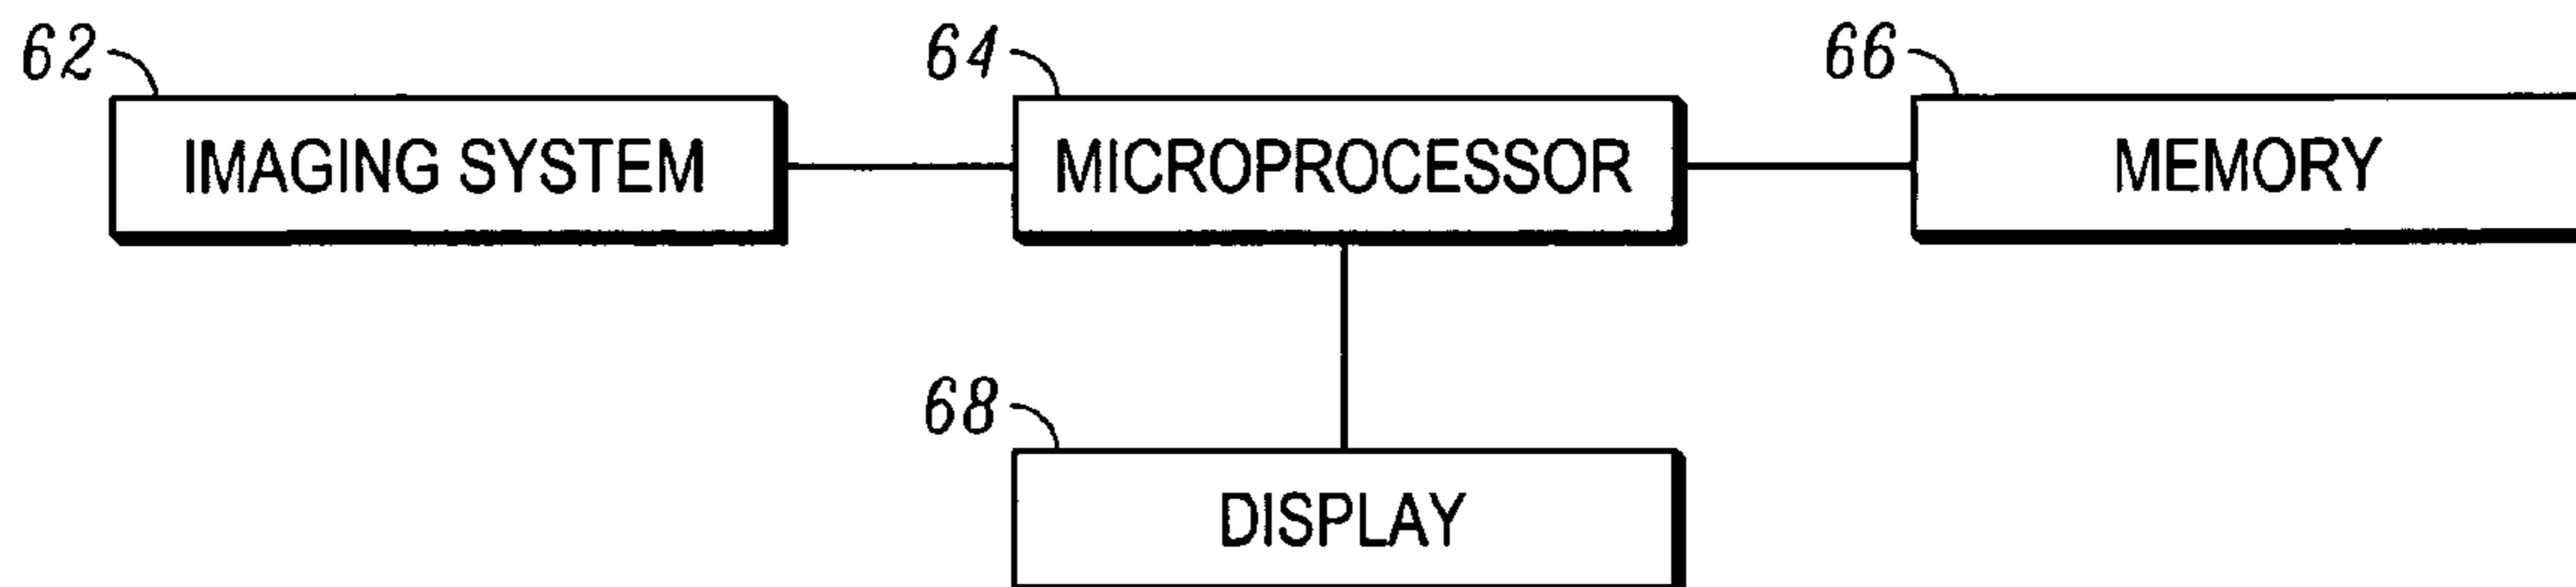 62 64 66
IMAGING SYSTEM MICROPROCESSOR MEMORY
68
DISPLAY